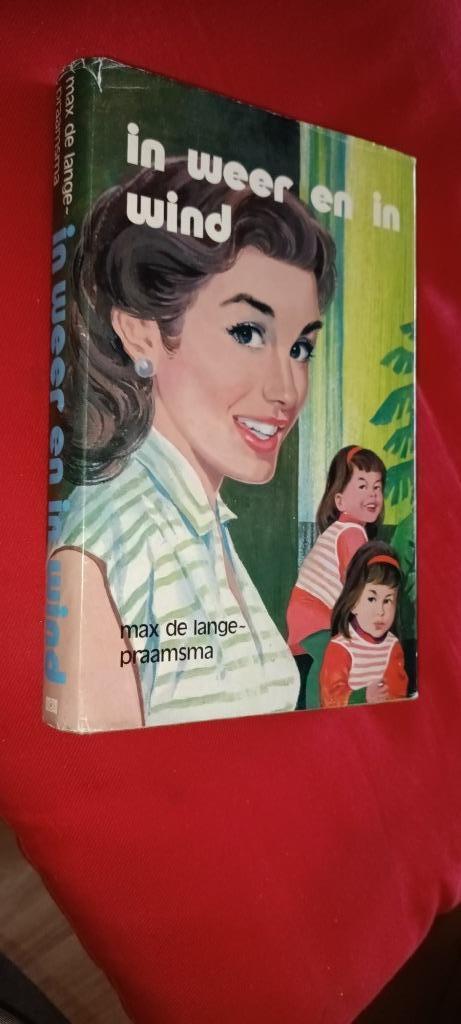 in weer en in
wind
max de lange~
praamsma
max de lange~
praamsma
in weer en in wind